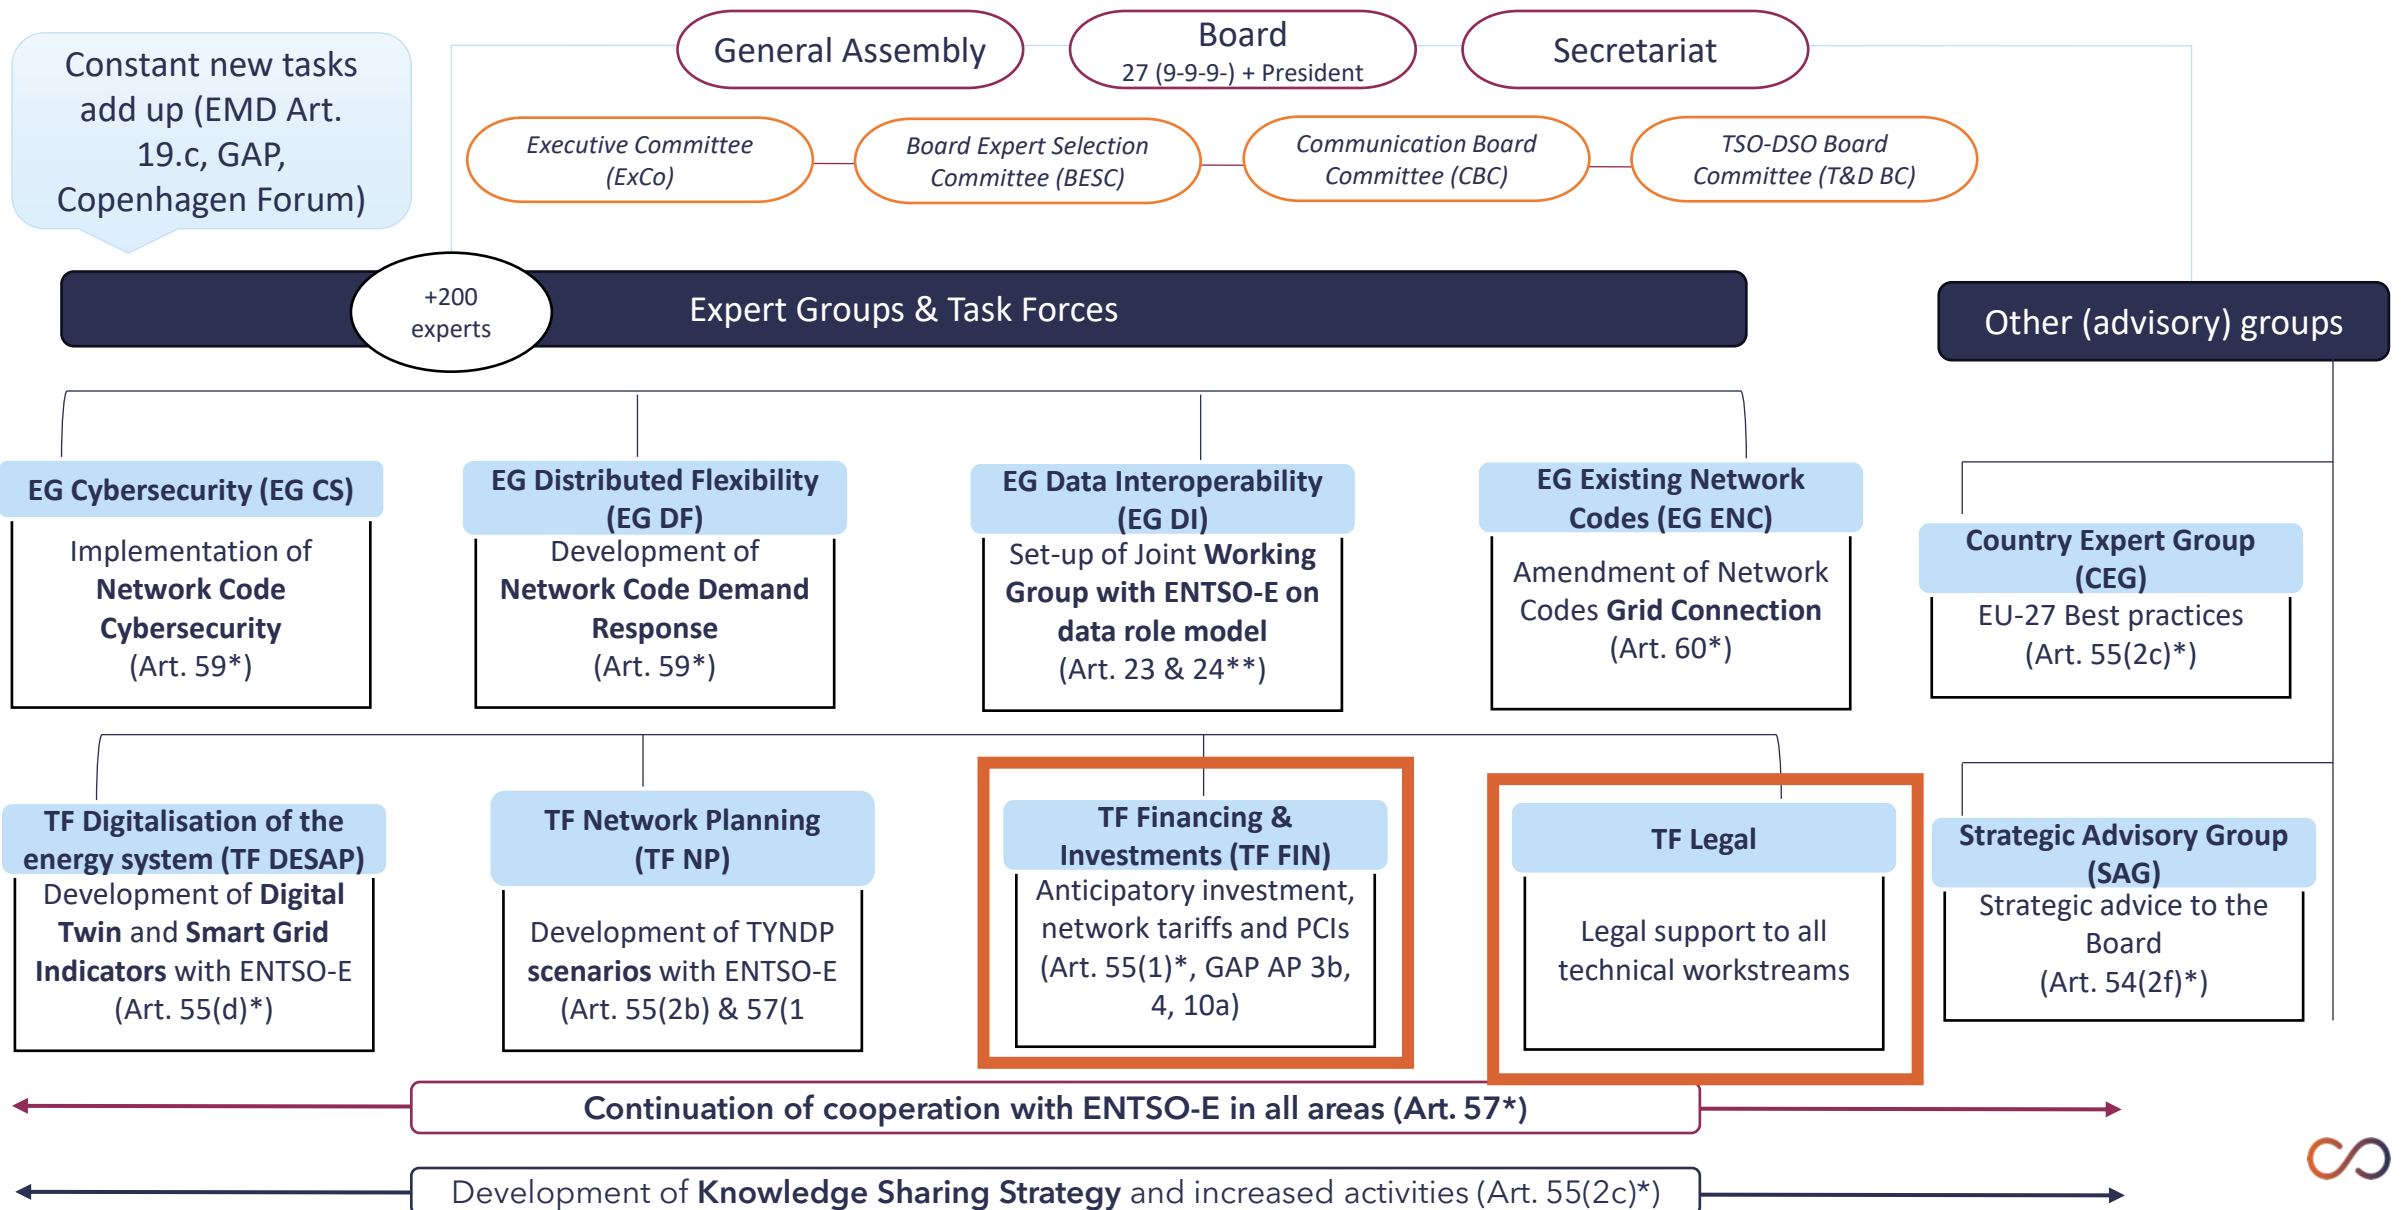 Constant new tasks
add up (EMD Art.
19.c, GAP,
Copenhagen Forum)
General Assembly
Board
27 (9-9-9-) + President
Secretariat
Executive Committee
(ExCo)
Board Expert Selection
Committee (BESC)
Communication Board
Committee (CBC)
TSO-DSO Board
Committee (T&D BC)
+200
experts
Expert Groups & Task Forces
Other (advisory) groups
EG Cybersecurity (EG CS)
Implementation of
Network Code
Cybersecurity
(Art. 59*)
EG Distributed Flexibility
(EG DF)
Development of
Network Code Demand
Response
(Art. 59*)
EG Data Interoperability
(EG DI)
Set-up of Joint Working
Group with ENTSO-E on
data role model
(Art. 23 & 24**)
EG Existing Network
Codes (EG ENC)
Amendment of Network
Codes Grid Connection
(Art. 60*)
Country Expert Group
(CEG)
EU-27 Best practices
(Art. 55(2c)*)
TF Digitalisation of the
energy system (TF DESAP)
Development of Digital
Twin and Smart Grid
Indicators with ENTSO-E
(Art. 55(d)*)
TF Network Planning
(TF NP)
Development of TYNDP
scenarios with ENTSO-E
(Art. 55(2b) & 57(1
TF Financing &
Investments (TF FIN)
Anticipatory investment,
network tariffs and PCIs
(Art. 55(1)*, GAP AP 3b,
4, 10a)
TF Legal
Legal support to all
technical workstreams
Strategic Advisory Group
(SAG)
Strategic advice to the
Board
(Art. 54(2f)*)
Continuation of cooperation with ENTSO-E in all areas (Art. 57*)
Development of Knowledge Sharing Strategy and increased activities (Art. 55(2c)*)